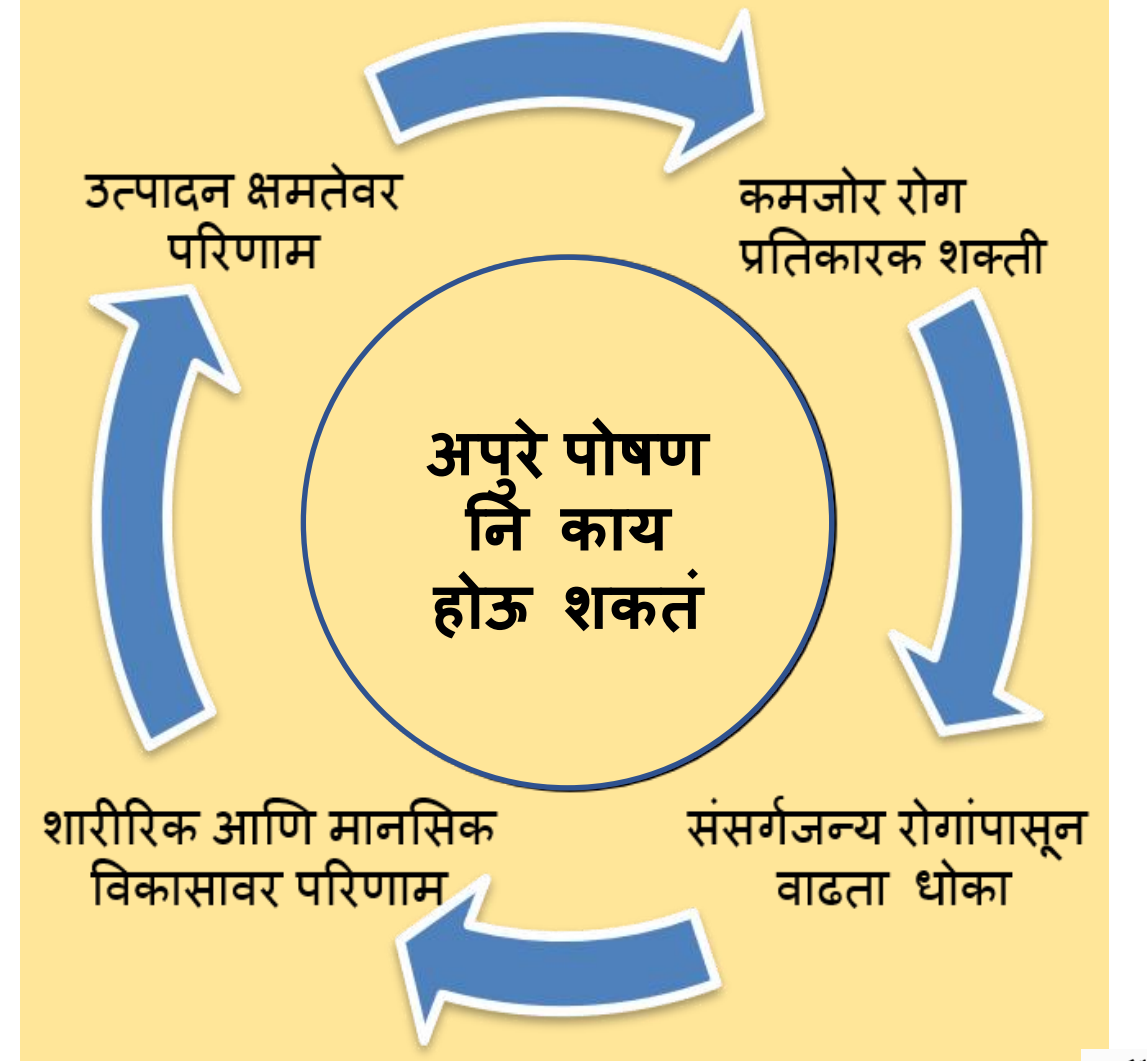 उत्पादन क्षमतेवर
परिणाम
कमजोर रोग
प्रतिकारक शक्ती
अपुरे पोषण
नि काय
होऊ शकतं
शारीरिक आणि मानसिक
विकासावर परिणाम
संसर्गजन्य रोगांपासून
वाढता धोका